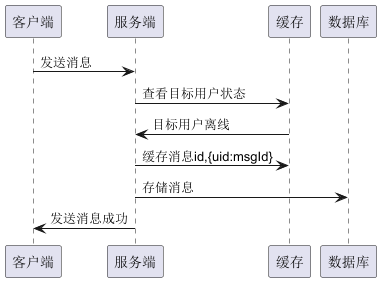 客户端 服务端 缓存 数据库
发送消息
查看目标用户状态
目标用户离线
缓存消息id,{uid:msgId}
存储消息
发送消息成功
客户端 服务端 缓存 数据库